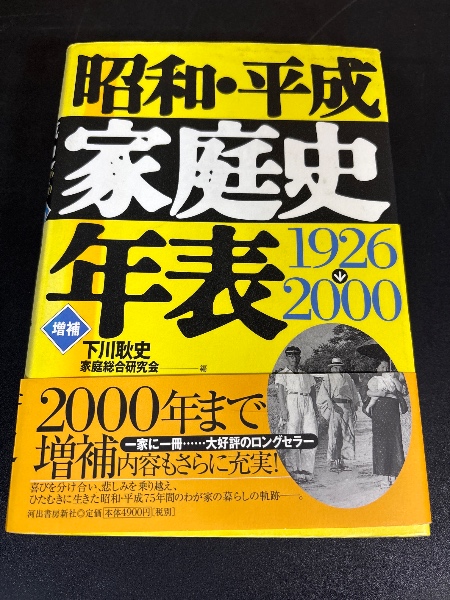 昭和・平成
家庭史
年表
1926
2000
増補
下川耿史
家庭総合研究会 編
2000年まで
増補内容もさらに充実!
一家に一冊……大好評のロングセラー
喜びを分け合い、悲しみを乗り越え、
ひたむきに生きた昭和・平成75年間のわが家の暮らしの軌跡——。
河出書房新社◎定価 本体4900円(税別)